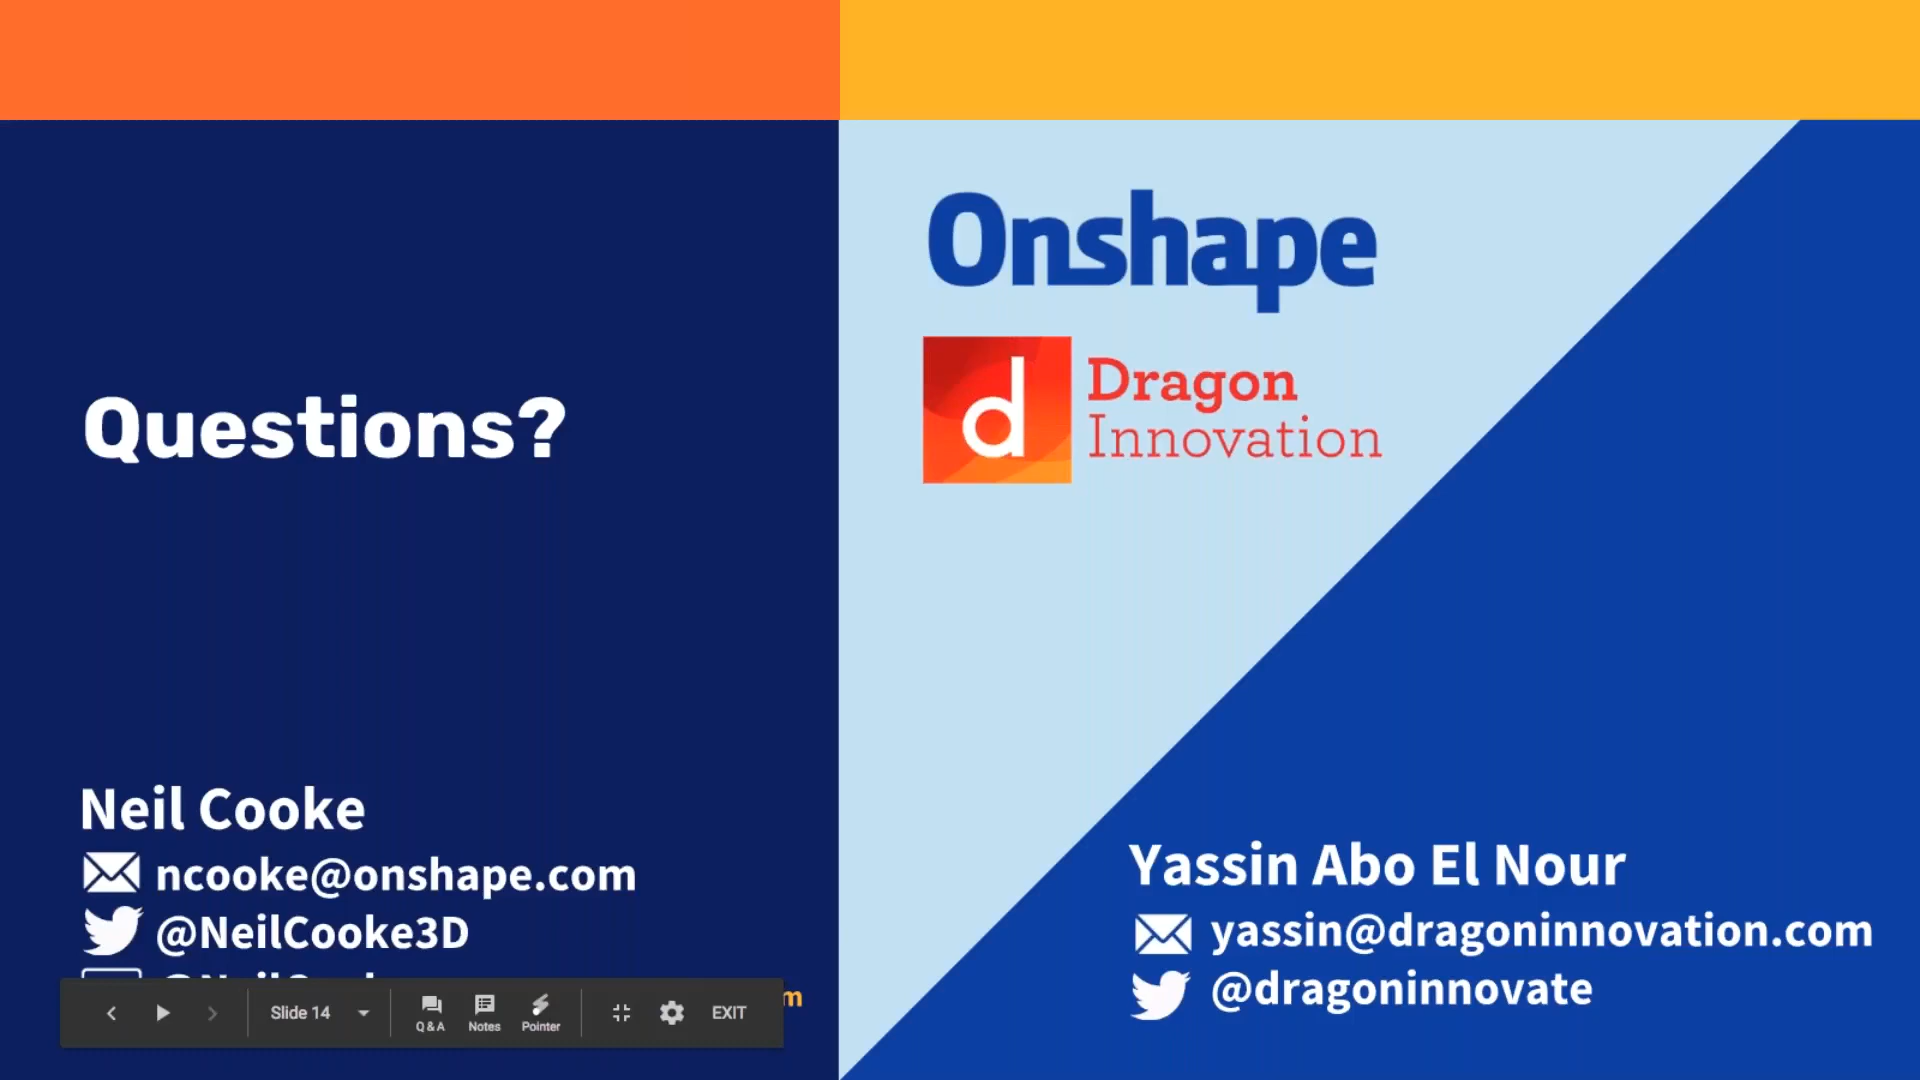 Questions?
Neil Cooke
ncooke@onshape.com
@NeilCooke3D
Slide 14
Q & A
Notes
Pointer
EXIT
Onshape
Dragon
Innovation
Yassin Abo El Nour
yassin@dragoninnovation.com
@dragoninnovate